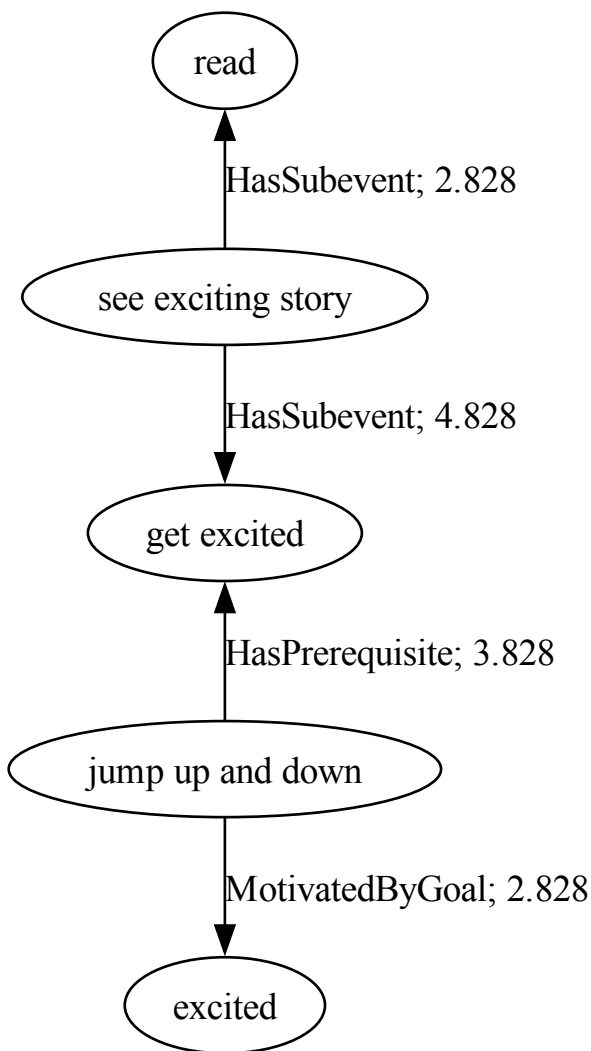 read
HasSubevent; 2.828
see exciting story
HasSubevent; 4.828
get excited
HasPrerequisite; 3.828
jump up and down
MotivatedByGoal; 2.828
excited